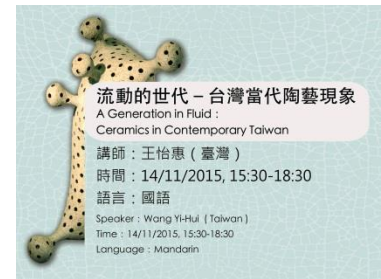 流動的世代 – 台灣當代陶藝現象
A Generation in Fluid :
Ceramics in Contemporary Taiwan
講師：王怡惠（臺灣）
時間：14/11/2015, 15:30-18:30
語言：國語
Speaker : Wang Yi-Hui ( Taiwan )
Time : 14/11/2015, 15:30-18:30
Language : Mandarin